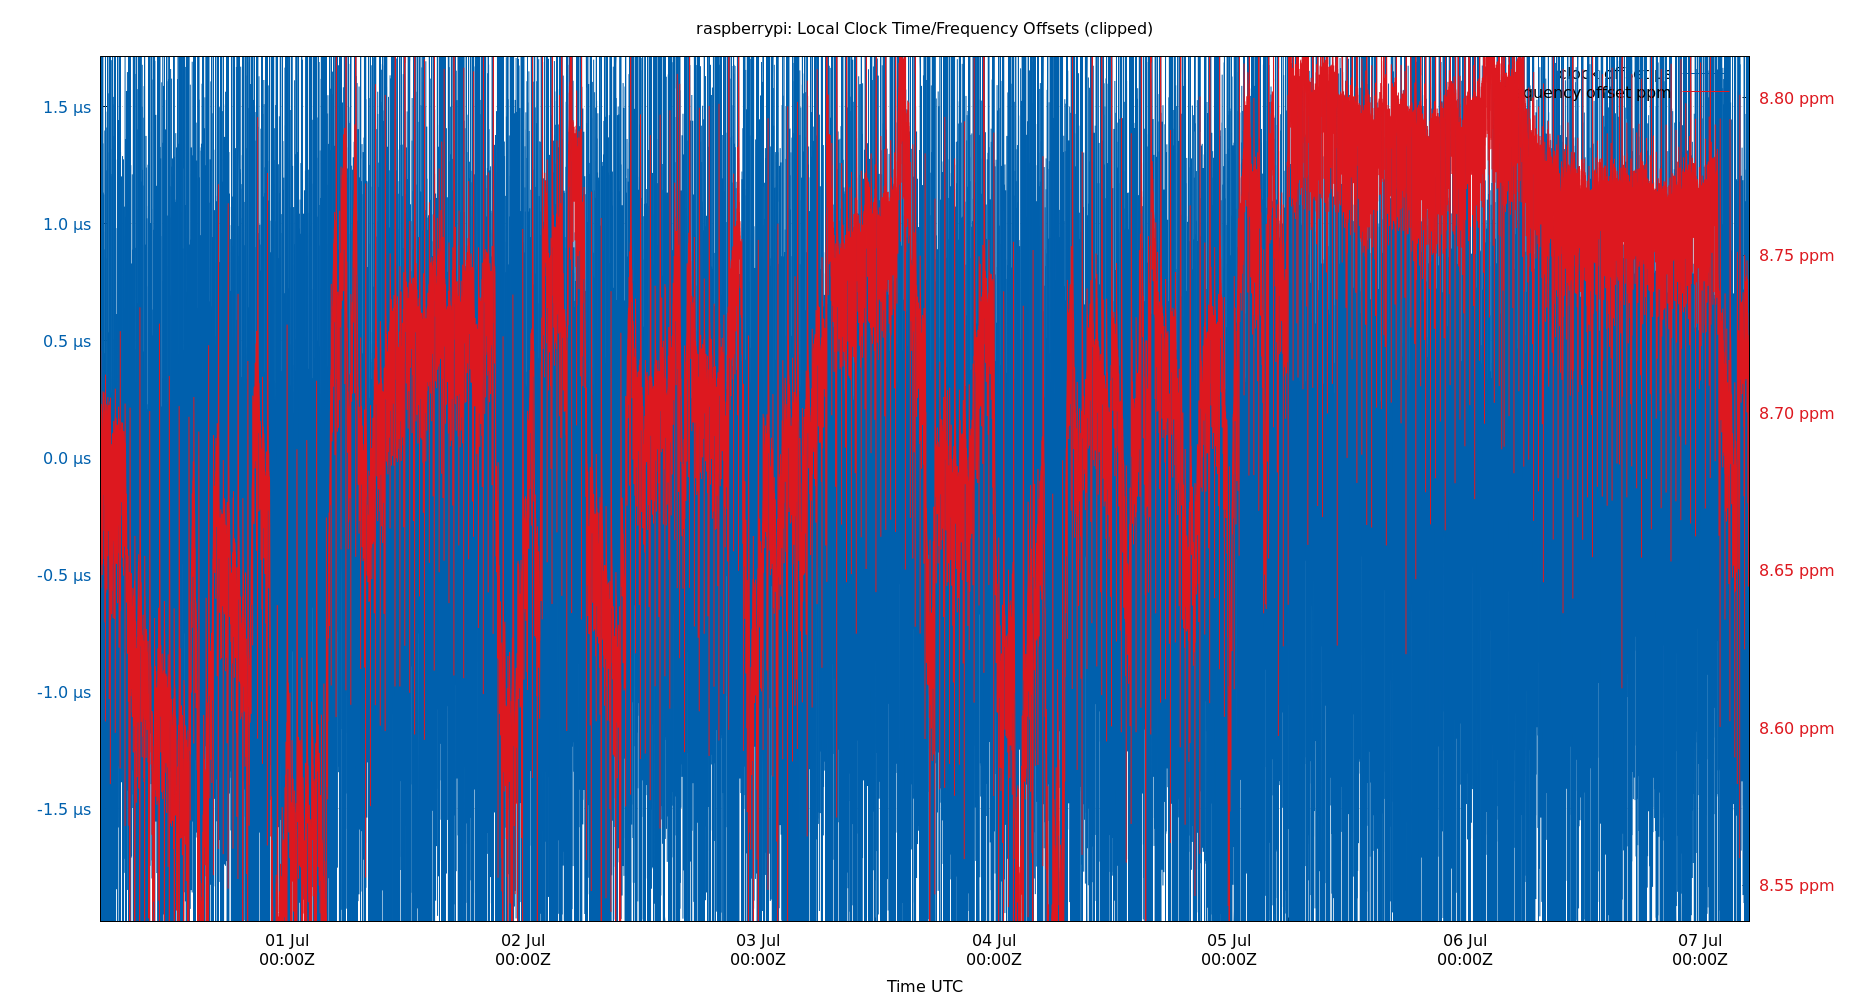 raspberrypi: Local Clock Time/Frequency Offsets (clipped)
clock offset
quency offset ppm
1.5 µs
1.0 µs
0.5 µs
0.0 µs
-0.5 µs
-1.0 µs
-1.5 µs
8.80 ppm
8.75 ppm
8.70 ppm
8.65 ppm
8.60 ppm
8.55 ppm
01 Jul 02 Jul 03 Jul 04 Jul 05 Jul 06 Jul 07 Jul
00:00Z 00:00Z 00:00Z 00:00Z 00:00Z 00:00Z 00:00Z
Time UTC